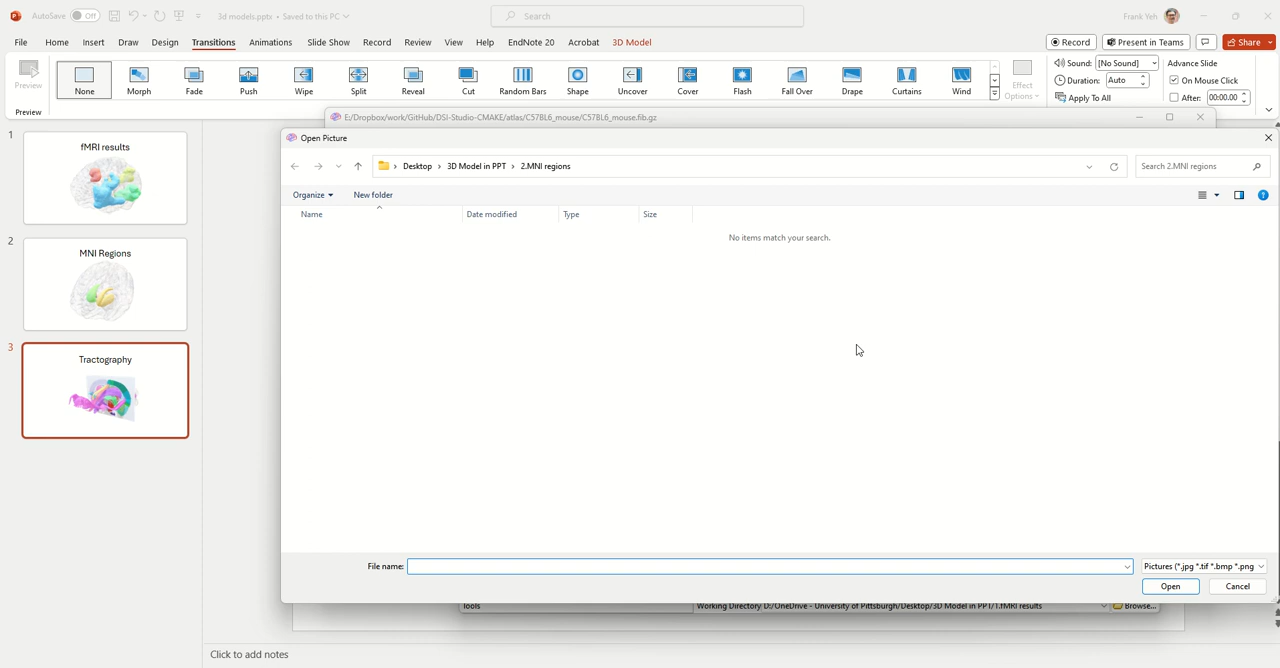 AutoSave Off 3d models.pptx • Saved to this PC Search Frank Yeh
File Home Insert Draw Design Transitions Animations Slide Show Record Review View Help EndNote 20 Acrobat 3D Model Record Present in Teams Share
Preview None Morph Fade Push Wipe Split Reveal Cut Random Bars Shape Uncover Cover Flash Fall Over Drape Curtains Wind Effect Options
Sound: [No Sound] Advance Slide
Duration: Auto On Mouse Click
Apply To All After: 00:00.00
Preview
E:/Dropbox/work/GitHub/DSI-Studio-CMAKE/atlas/C57BL6_mouse/C57BL6_mouse.fib.gz
Open Picture
Desktop 3D Model in PPT 2.MNI regions Search 2.MNI regions
Organize New folder
Name Date modified Type Size
No items match your search.
File name: Pictures (*.jpg *.tif *.bmp *.png
Open Cancel
Tools Working Directory D:/OneDrive - University of Pittsburgh/Desktop/3D Model in PPT/1.fMRI results Browse...
1
fMRI results
2
MNI Regions
3
Tractography
Click to add notes